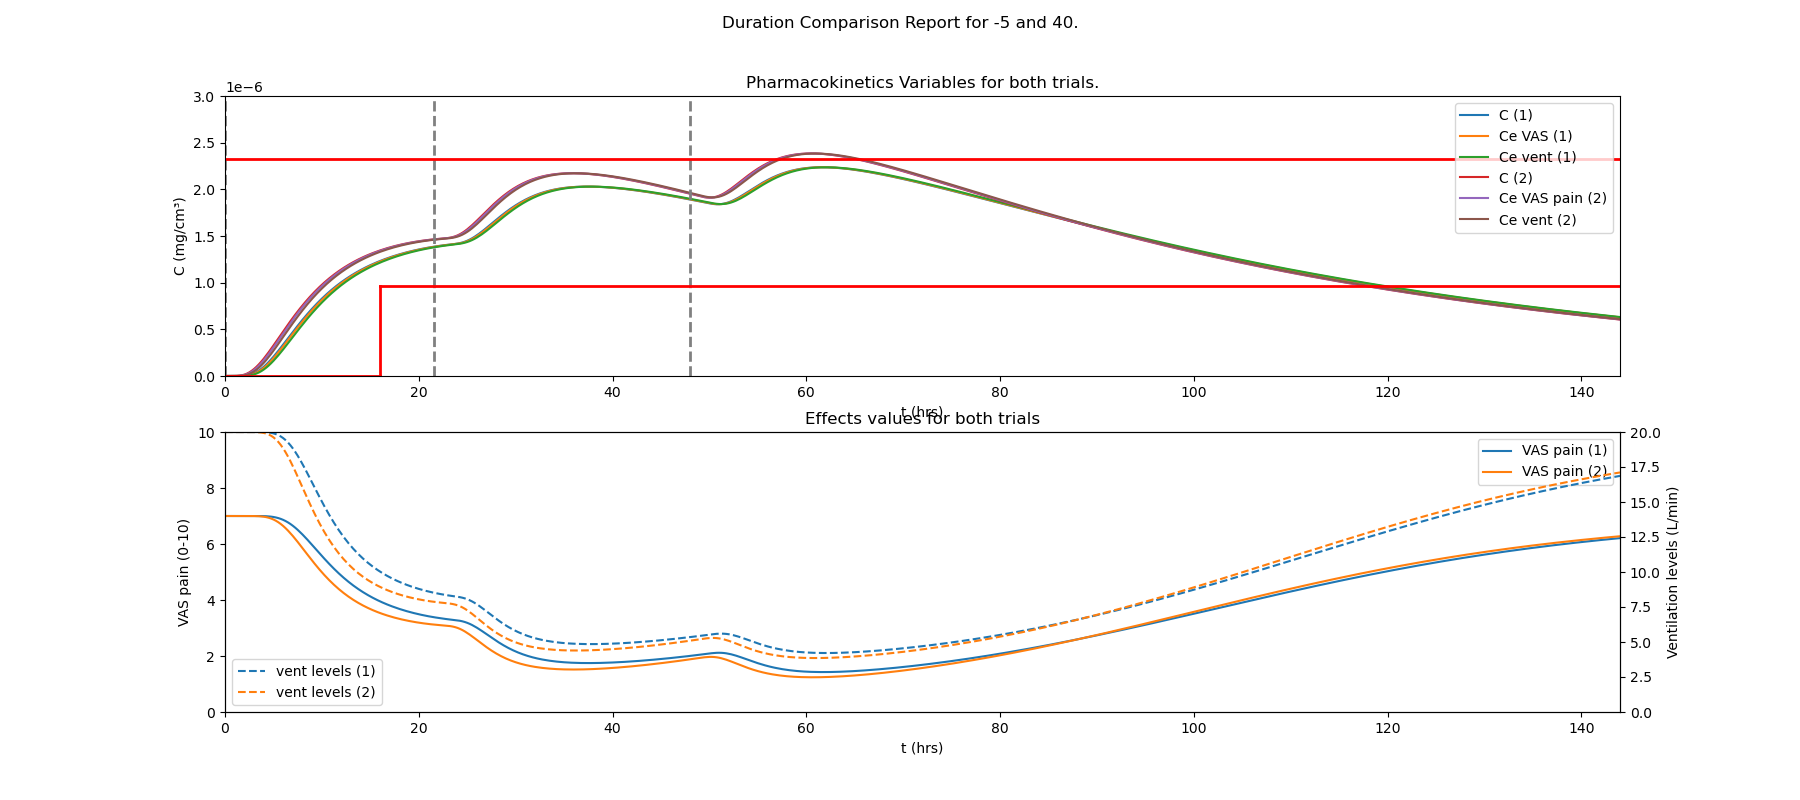 Duration Comparison Report for -5 and 40.
Pharmacokinetics Variables for both trials.
1e−6
3.0
2.5
2.0
1.5
1.0
0.5
0.0
C (mg/cm³)
C (1)
Ce VAS (1)
Ce vent (1)
C (2)
Ce VAS pain (2)
Ce vent (2)
0 20 40 60 80 100 120 140
t (hrs)
Effects values for both trials
10
8
6
4
2
0
VAS pain (0-10)
VAS pain (1)
VAS pain (2)
vent levels (1)
vent levels (2)
20.0
17.5
15.0
12.5
10.0
7.5
5.0
2.5
0.0
Ventilation levels (L/min)
0 20 40 60 80 100 120 140
t (hrs)